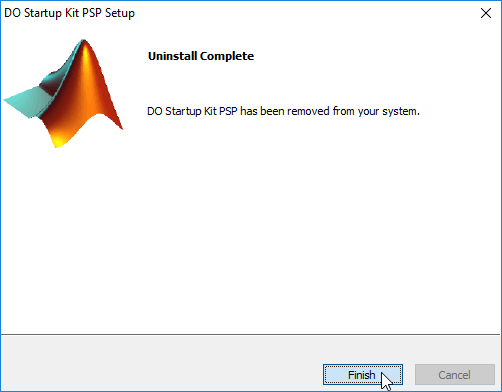 DO Startup Kit PSP Setup
Uninstall Complete
DO Startup Kit PSP has been removed from your system.
Finish
Cancel